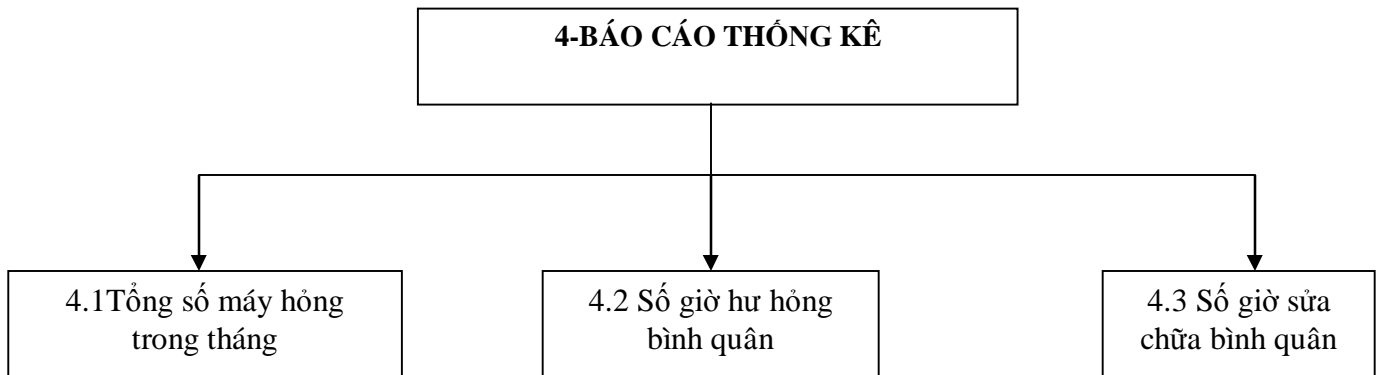 4-BÁO CÁO THỐNG KÊ
4.1Tổng số máy hỏng
trong tháng
4.2 Số giờ hư hỏng
bình quân
4.3 Số giờ sửa
chữa bình quân